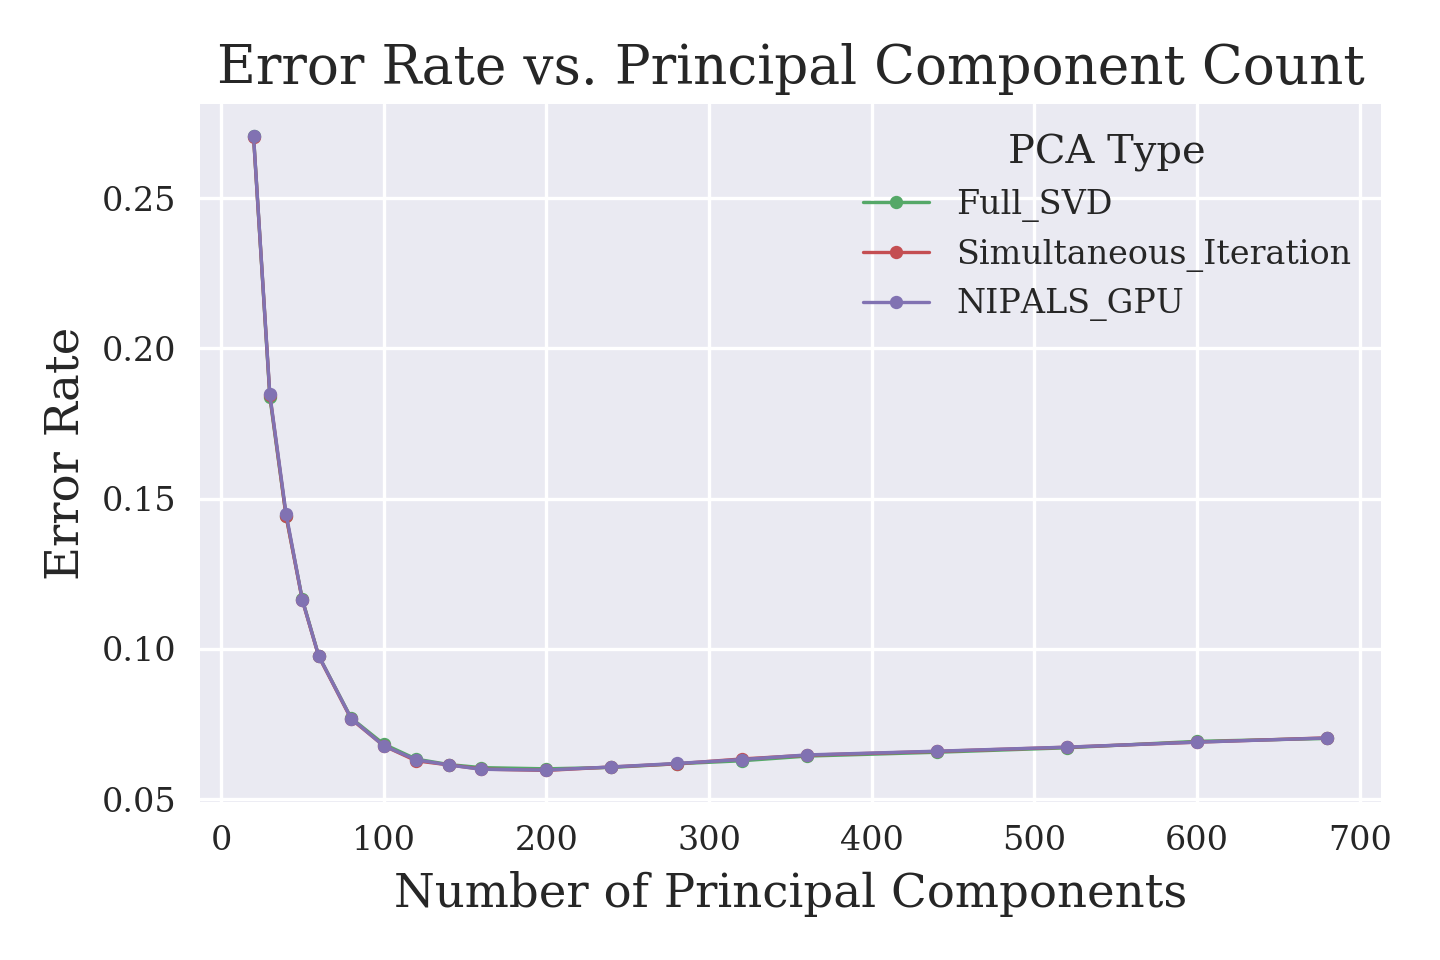 Error Rate vs. Principal Component Count
PCA Type
Full_SVD
Simultaneous_Iteration
NIPALS_GPU
Error Rate
0.25
0.20
0.15
0.10
0.05
0 100 200 300 400 500 600 700
Number of Principal Components